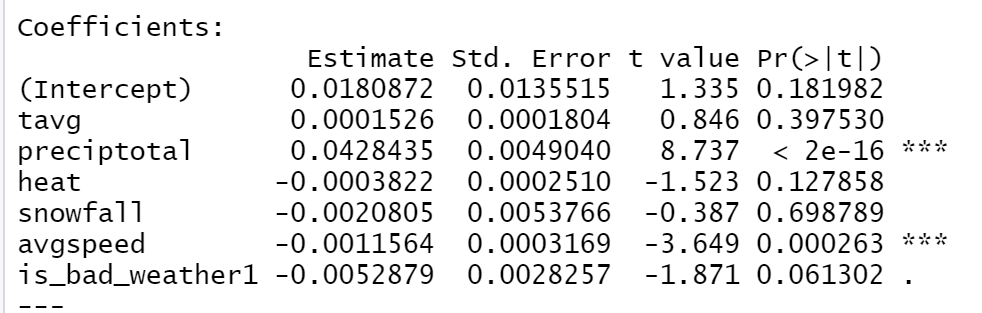 Coefficients:
                  Estimate Std. Error t value Pr(>|t|)
(Intercept)      0.0180872  0.0135515   1.335 0.181982
tavg             0.0001526  0.0001804   0.846 0.397530
preciptotal      0.0428435  0.0049040   8.737  < 2e-16 ***
heat            -0.0003822  0.0002510  -1.523 0.127858
snowfall        -0.0020805  0.0053766  -0.387 0.698789
avgspeed        -0.0011564  0.0003169  -3.649 0.000263 ***
is_bad_weather1 -0.0052879  0.0028257  -1.871 0.061302 .
---